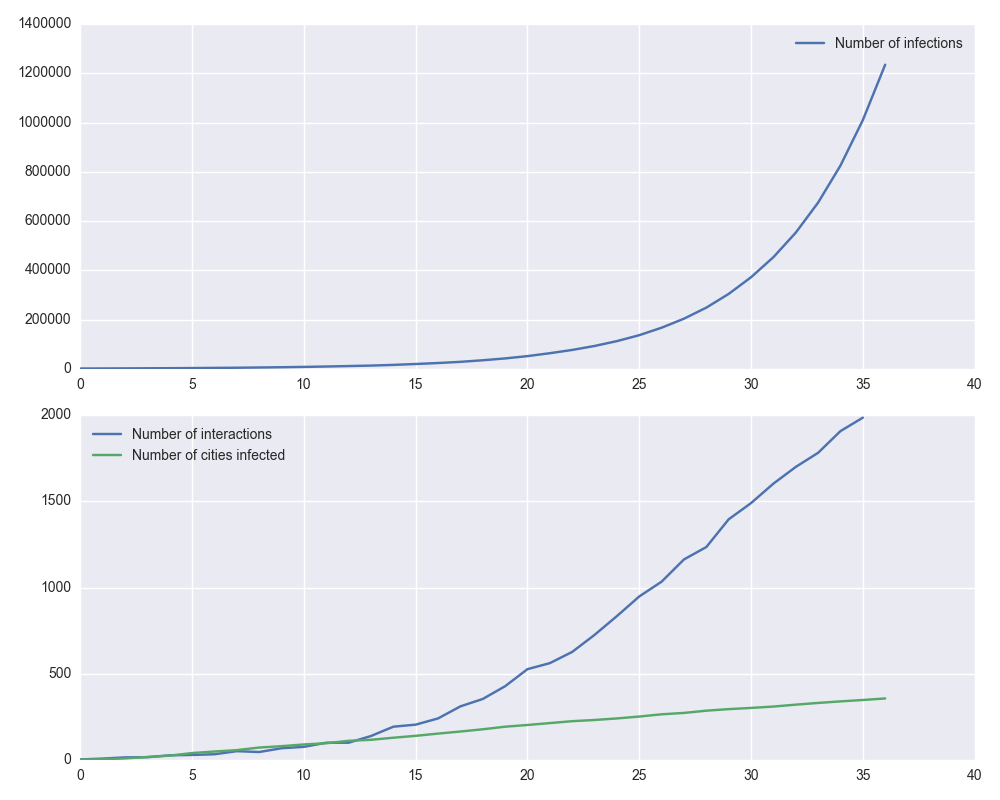 1400000
1200000
1000000
800000
600000
400000
200000
0
Number of infections
0 5 10 15 20 25 30 35 40
2000
1500
1000
500
0
Number of interactions
Number of cities infected
0 5 10 15 20 25 30 35 40